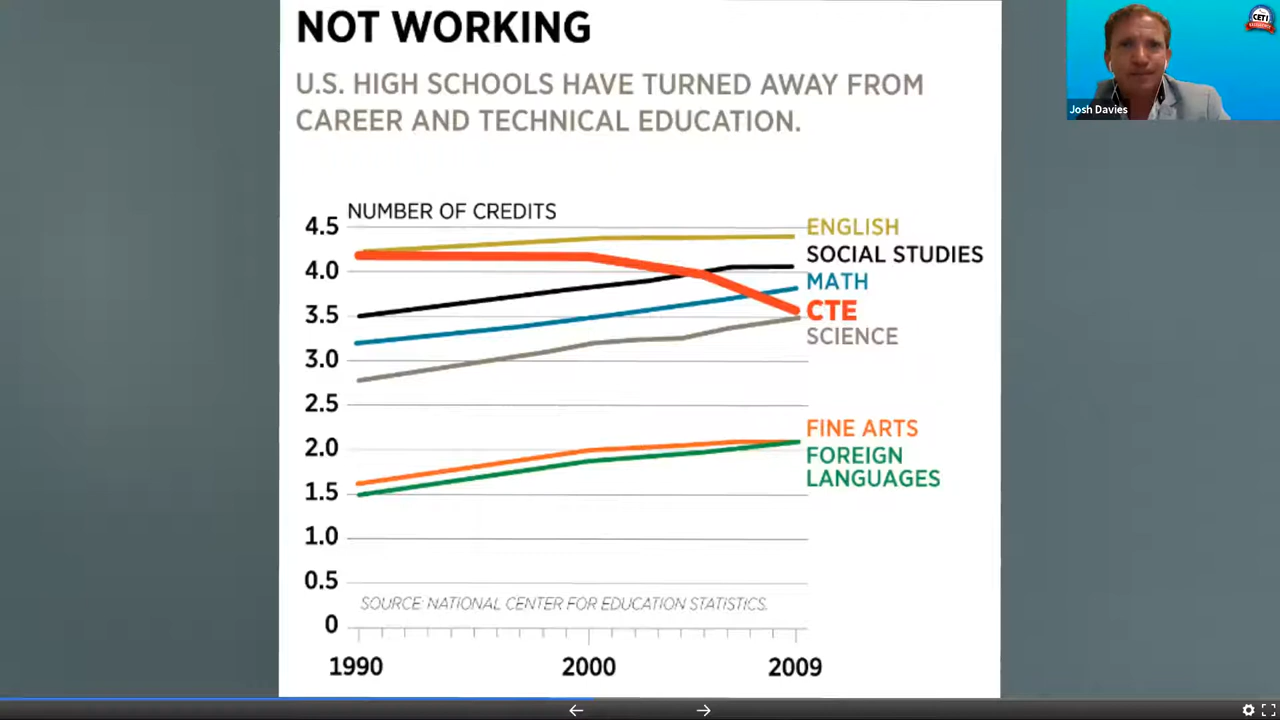 NOT WORKING
U.S. HIGH SCHOOLS HAVE TURNED AWAY FROM
CAREER AND TECHNICAL EDUCATION.
NUMBER OF CREDITS
4.5
4.0
3.5
3.0
2.5
2.0
1.5
1.0
0.5
0
ENGLISH
SOCIAL STUDIES
MATH
CTE
SCIENCE
FINE ARTS
FOREIGN
LANGUAGES
SOURCE: NATIONAL CENTER FOR EDUCATION STATISTICS.
1990
2000
2009
Josh Davies
CETI